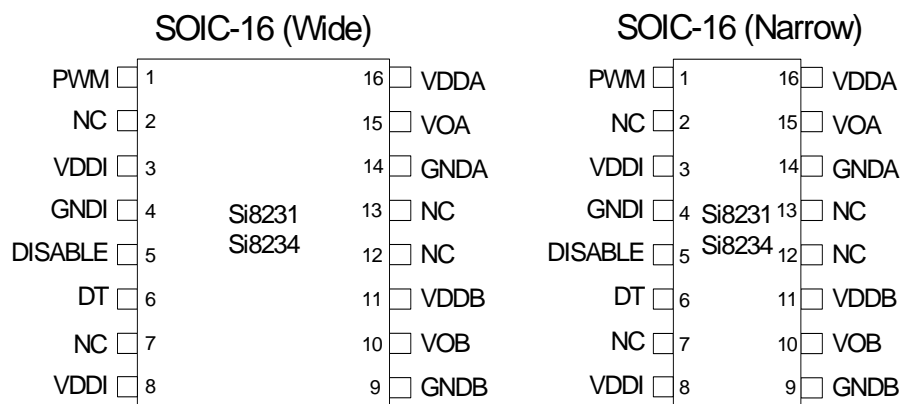 SOIC-16 (Wide) SOIC-16 (Narrow)
PWM 1 16 VDDA PWM 1 16 VDDA
NC 2 15 VOA NC 2 15 VOA
VDDI 3 14 GNDA VDDI 3 14 GNDA
GNDI 4 Si8231 13 NC GNDI 4 Si8231 13 NC
DISABLE 5 Si8234 12 NC DISABLE 5 Si8234 12 NC
DT 6 11 VDDB DT 6 11 VDDB
NC 7 10 VOB NC 7 10 VOB
VDDI 8 9 GNDB VDDI 8 9 GNDB